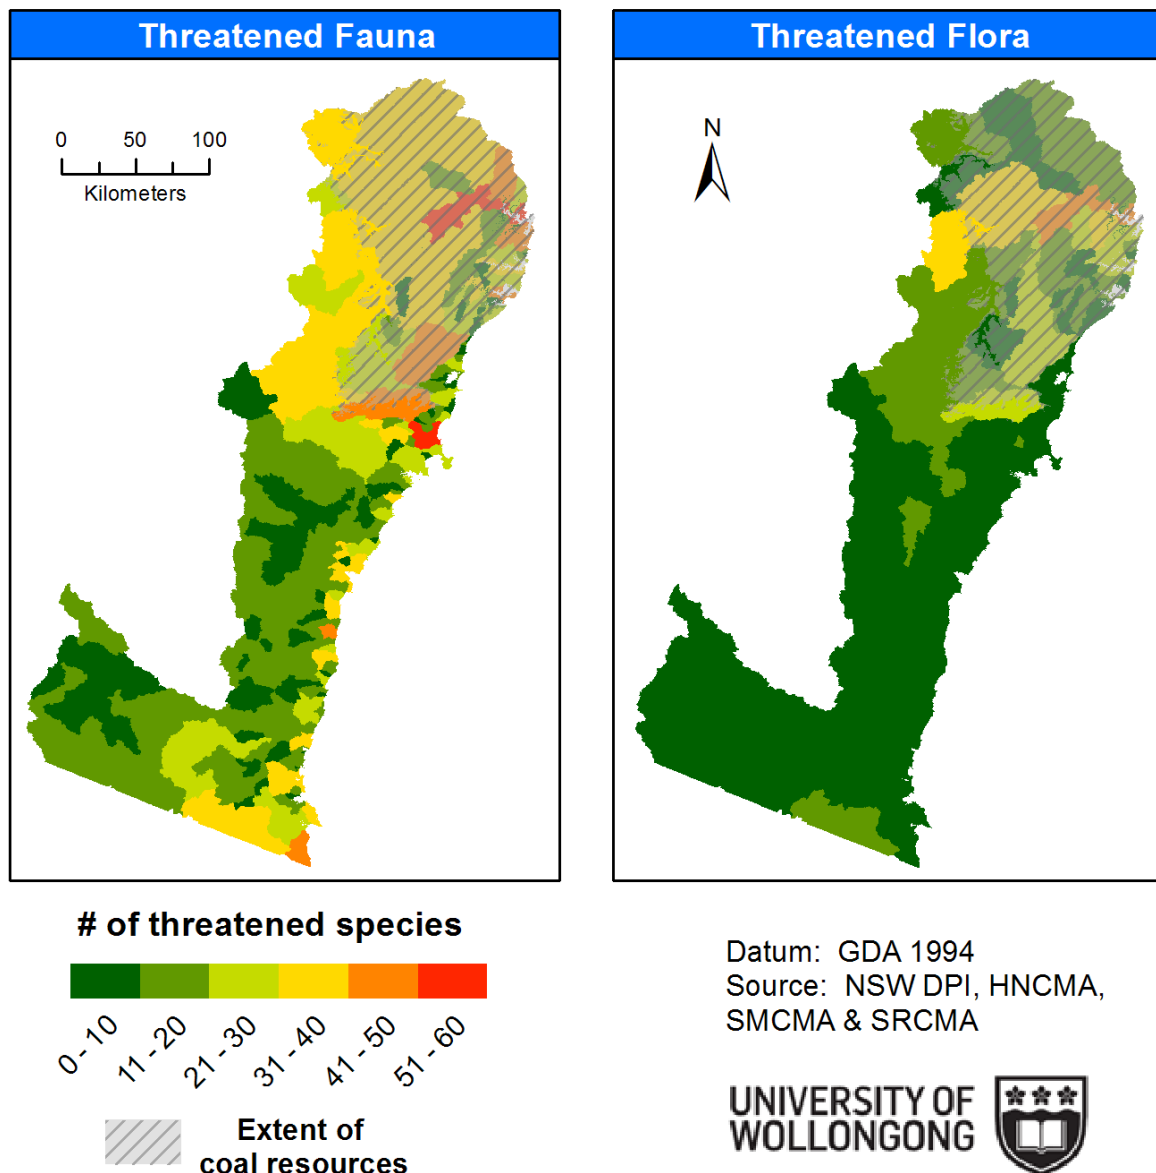 Threatened Fauna
Threatened Flora
0 50 100
Kilometers
N
# of threatened species
0 - 10
11 - 20
21 - 30
31 - 40
41 - 50
51 - 60
Extent of
coal resources
Datum: GDA 1994
Source: NSW DPI, HNCMA,
SMCMA & SRCMA
UNIVERSITY OF
WOLLONGONG